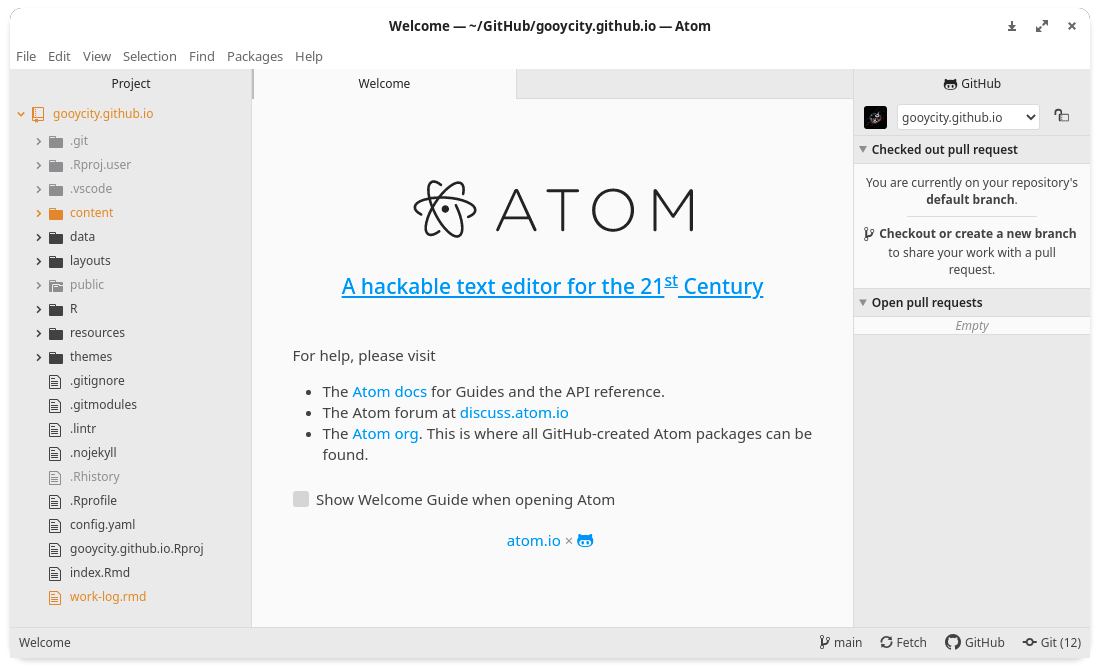 Welcome — ~/GitHub/gooycity.github.io — Atom
File Edit View Selection Find Packages Help
Project
gooycity.github.io
.git
.Rproj.user
.vscode
content
data
layouts
public
R
resources
themes
.gitignore
.gitmodules
.lintr
.nojekyll
.Rhistory
.Rprofile
config.yaml
gooycity.github.io.Rproj
index.Rmd
work-log.rmd
Welcome
ATOM
A hackable text editor for the 21st Century
For help, please visit
• The Atom docs for Guides and the API reference.
• The Atom forum at discuss.atom.io
• The Atom org. This is where all GitHub-created Atom packages can be
found.
Show Welcome Guide when opening Atom
atom.io ×
GitHub
gooycity.github.io
Checked out pull request
You are currently on your repository's
default branch.
Checkout or create a new branch
to share your work with a pull
request.
Open pull requests
Empty
Welcome
main Fetch GitHub Git (12)